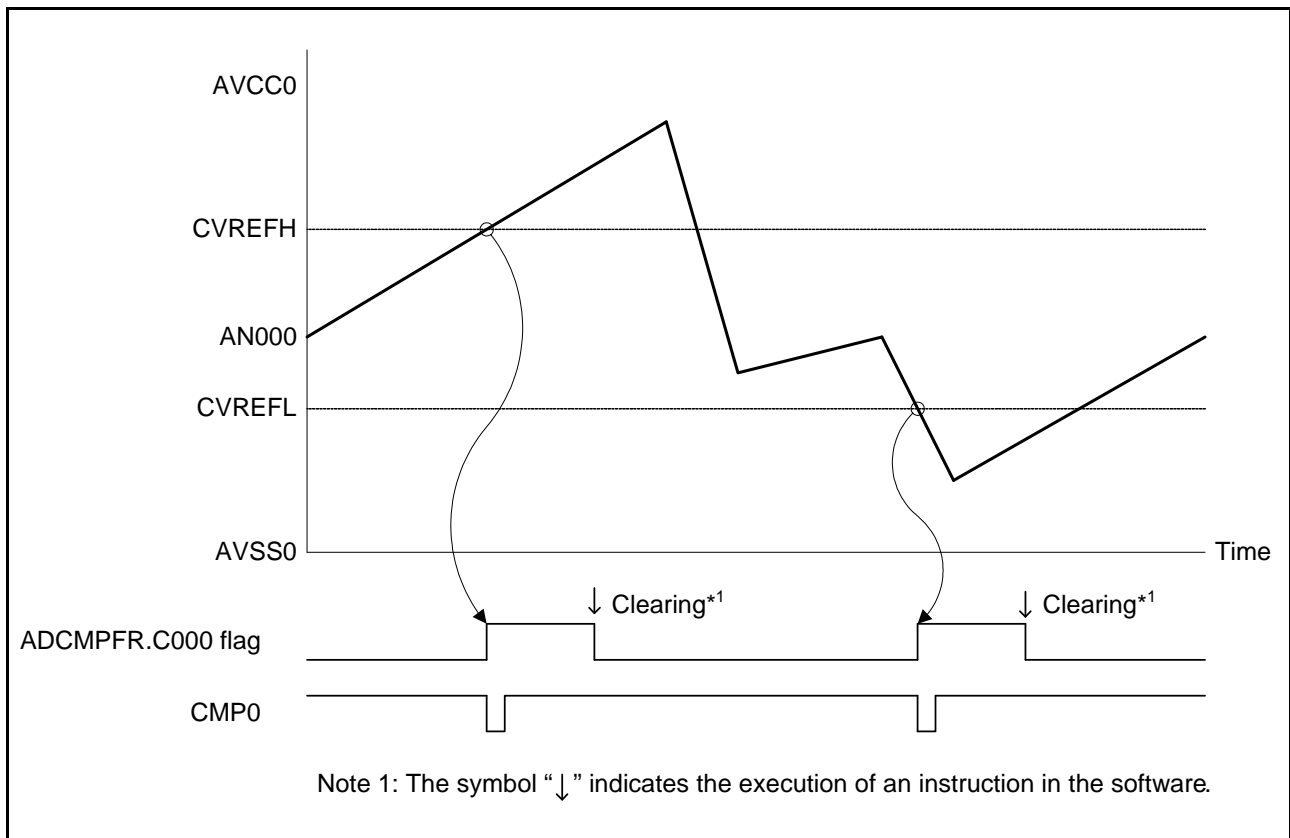 AVCC0
CVREFH
AN000
CVREFL
AVSS0
Time
↓ Clearing*1
↓ Clearing*1
ADCMPFR.C000 flag
CMP0
Note 1: The symbol “↓” indicates the execution of an instruction in the software.